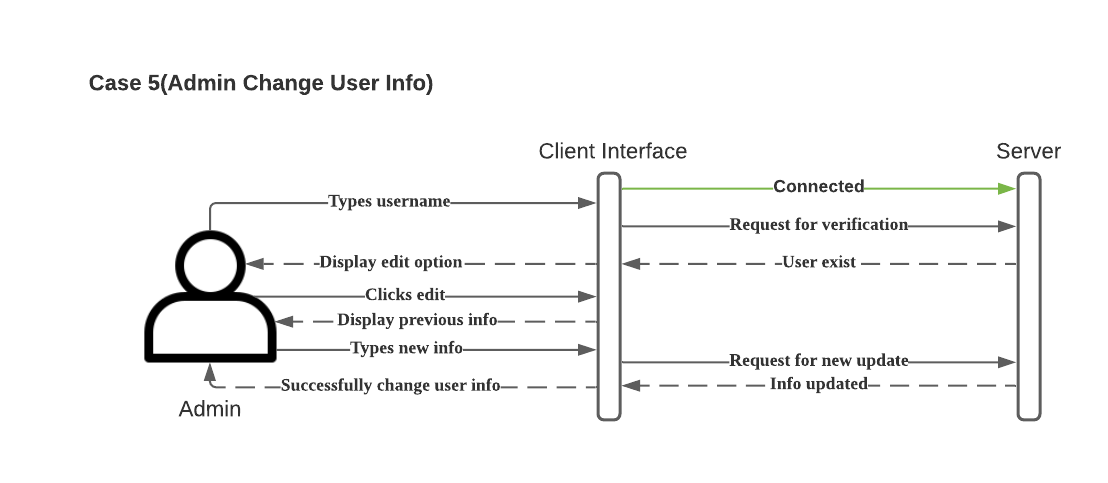 Case 5(Admin Change User Info)
Client Interface
Server
Connected
Types username
Request for verification
Display edit option
User exist
Clicks edit
Display previous info
Types new info
Request for new update
Successfully change user info
Info updated
Admin